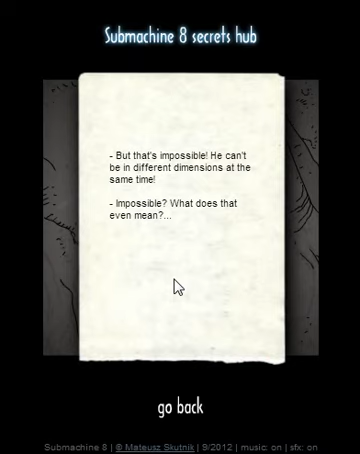 Submachine 8 secrets hub
- But that's impossible! He can't
be in different dimensions at the
same time!
- Impossible? What does that
even mean?...
go back
Submachine 8 | © Mateusz Skutnik | 9/2012 | music: on | sfx: on |